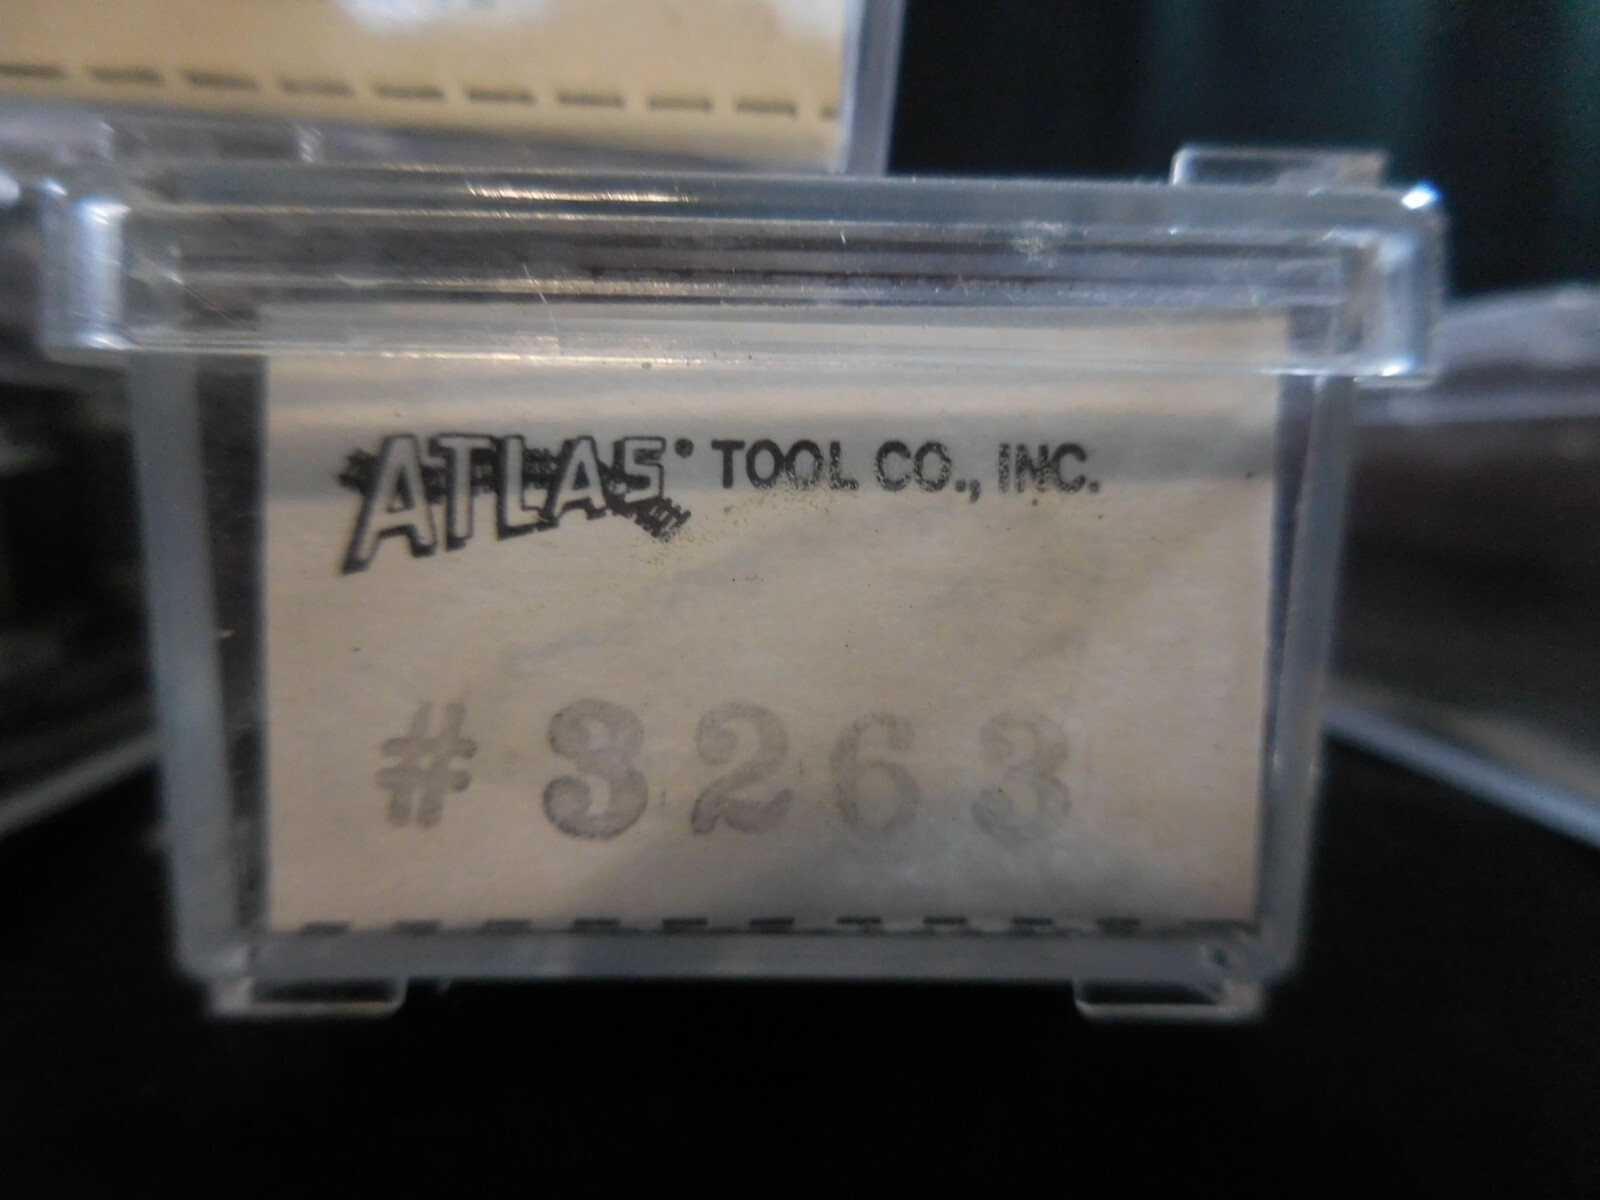 ATLAS TOOL CO., INC.
# 3263